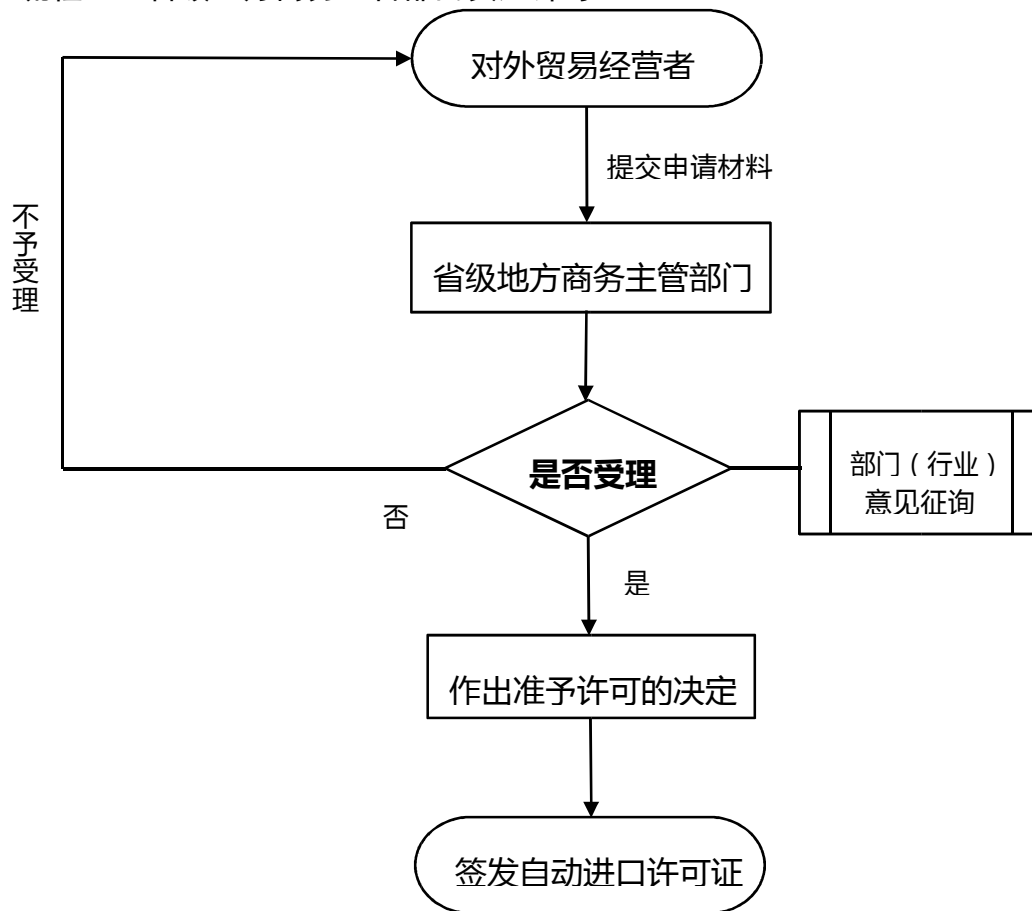 对外贸易经营者
提交申请材料
不予受理
省级地方商务主管部门
是否受理
部门（行业）
意见征询
否
是
作出准予许可的决定
签发自动进口许可证